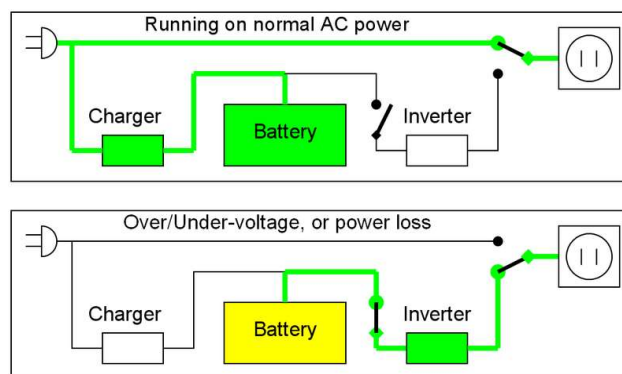 Running on normal AC power
Charger
Battery
Inverter
Over/Under-voltage, or power loss
Charger
Battery
Inverter